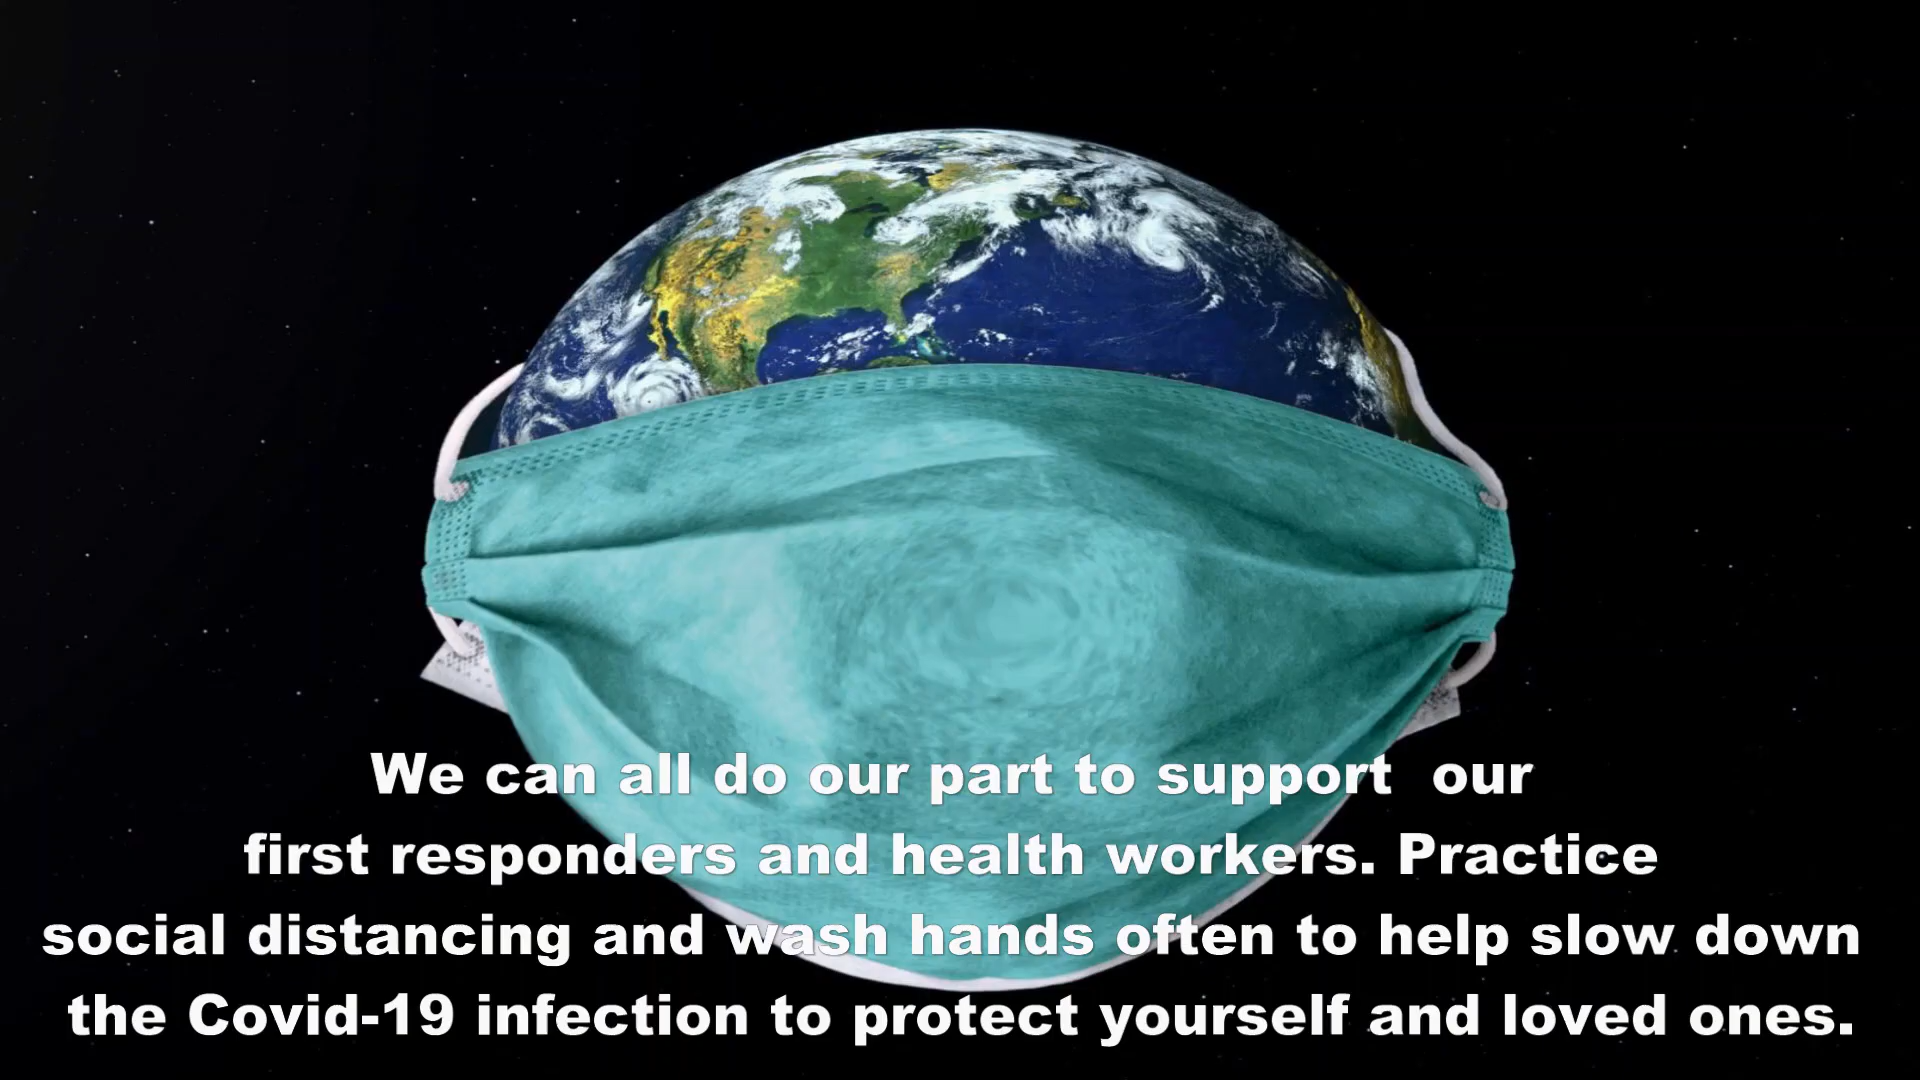 We can all do our part to support  our
first responders and health workers. Practice
social distancing and wash hands often to help slow down
the Covid-19 infection to protect yourself and loved ones.